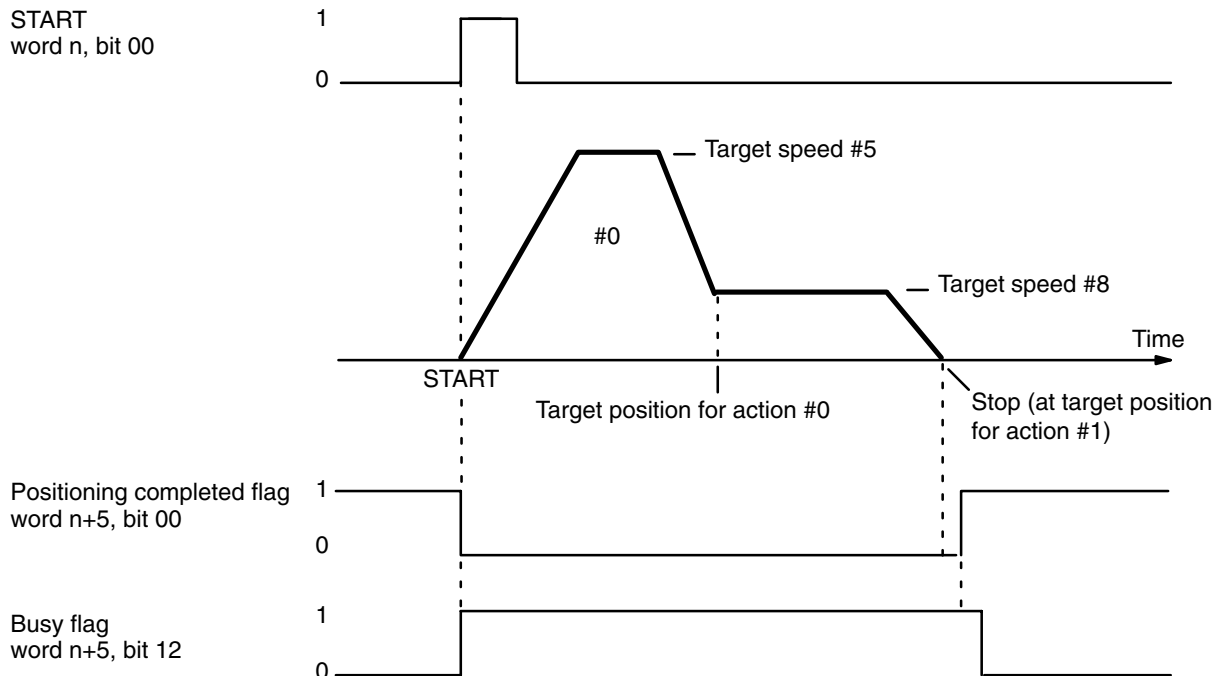 START
word n, bit 00
1
0
Target speed #5
#0
Target speed #8
Time
START
Target position for action #0
Stop (at target position
for action #1)
Positioning completed flag
word n+5, bit 00
1
0
Busy flag
word n+5, bit 12
1
0